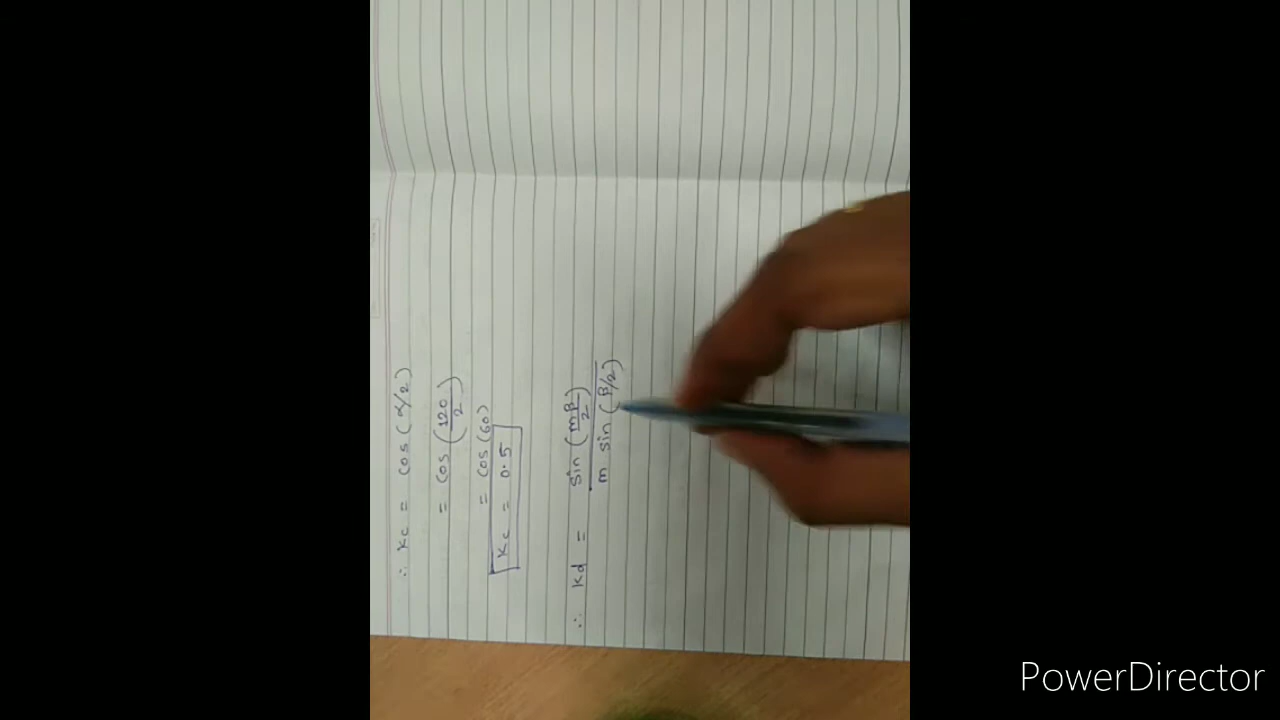 ∴ Kc = cos (α/2)
= cos (120/2)
= cos (60)
Kc = 0.5
∴ Kd = sin (mβ/2) / m sin (β/2)
PowerDirector